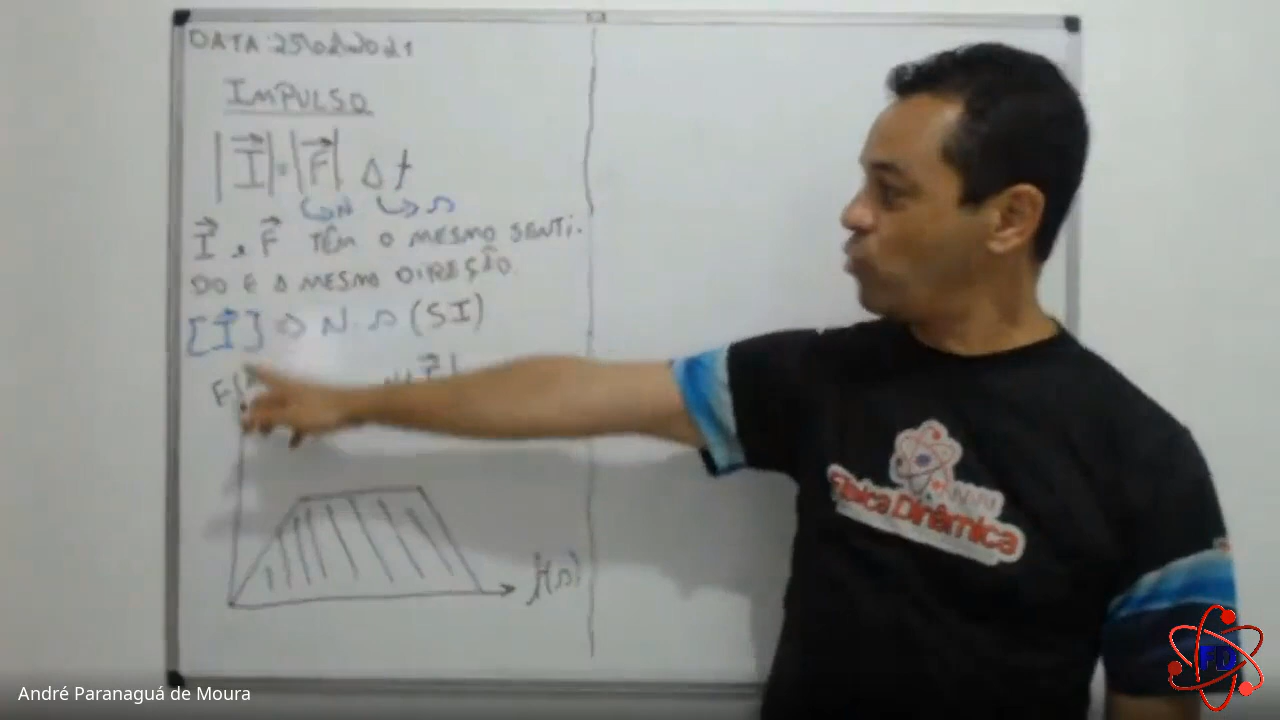 DATA: 25/02/2021
IMPULSO
|I| = |F| Δt
N s
I e F TÊM O MESMO SENTI-
DO E A MESMA DIREÇÃO
[I] ⇒ N.s (SI)
F
t(s)
Física Dinâmica
FD
André Paranaguá de Moura